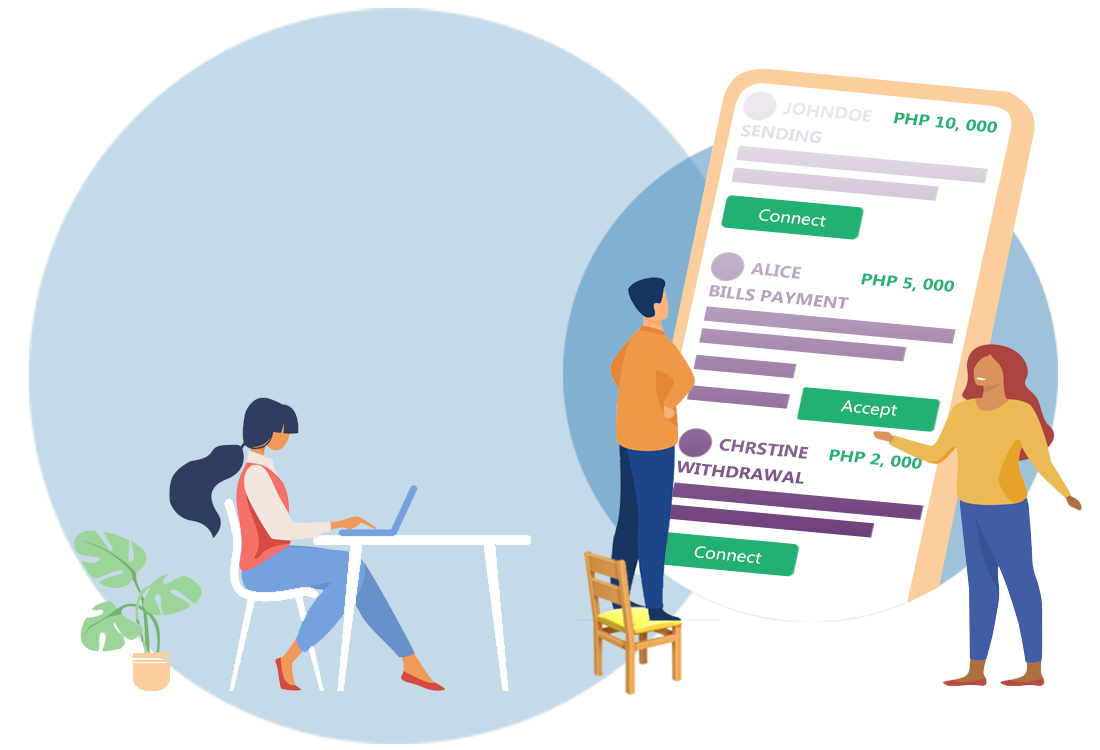 JOHNDOE PHP 10, 000
SENDING
Connect
ALICE PHP 5, 000
BILLS PAYMENT
Accept
CHRSTINE PHP 2, 000
WITHDRAWAL
Connect